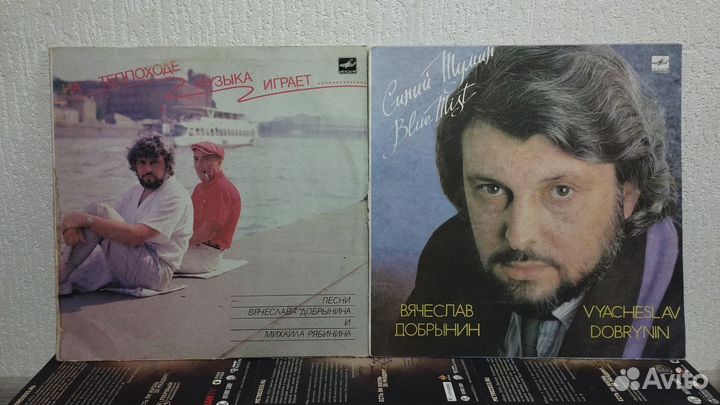 НА ТЕПЛОХОДЕ
МУЗЫКА
ИГРАЕТ
ПЕСНИ
ВЯЧЕСЛАВА ДОБРЫНИНА
И
МИХАИЛА РЯБИНИНА
Синий Туман
Blue Mist
ВЯЧЕСЛАВ
ДОБРЫНИН
VYACHESLAV
DOBRYNIN
Avito